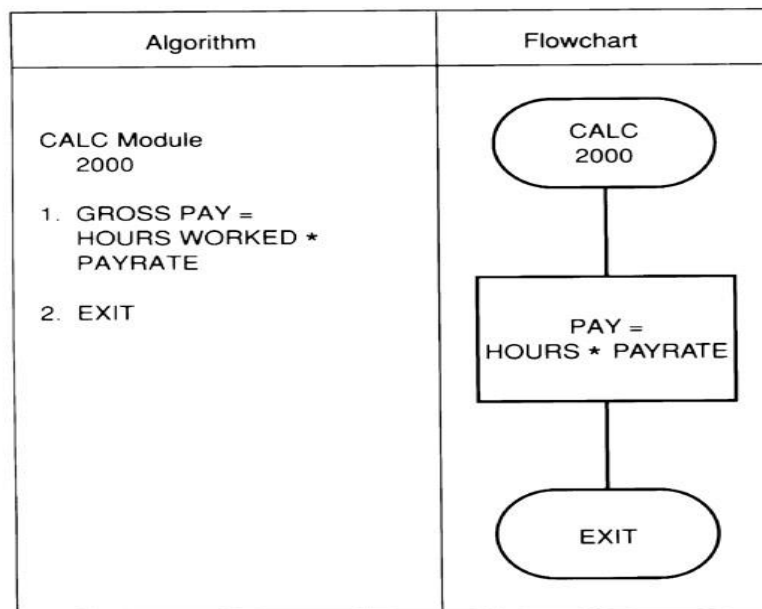 Algorithm
Flowchart
CALC Module
2000
1. GROSS PAY =
HOURS WORKED *
PAYRATE
2. EXIT
CALC
2000
PAY =
HOURS * PAYRATE
EXIT